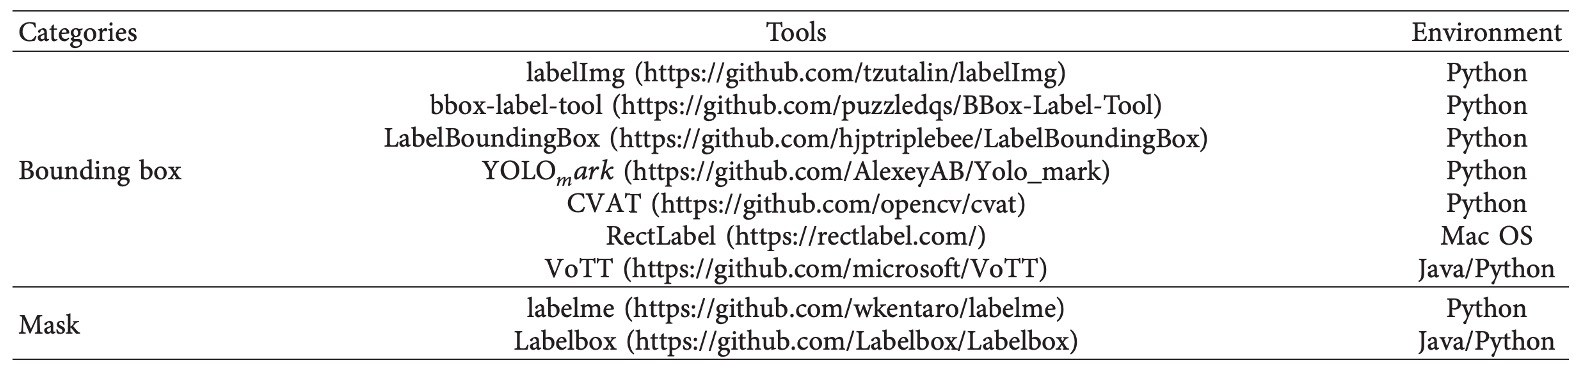 Categories Tools Environment
labelImg (https://github.com/tzutalin/labelImg) Python
bbox-label-tool (https://github.com/puzzledqs/BBox-Label-Tool) Python
LabelBoundingBox (https://github.com/hjptriplebee/LabelBoundingBox) Python
Bounding box YOLOmark (https://github.com/AlexeyAB/Yolo_mark) Python
CVAT (https://github.com/opencv/cvat) Python
RectLabel (https://rectlabel.com/) Mac OS
VoTT (https://github.com/microsoft/VoTT) Java/Python
Mask
labelme (https://github.com/wkentaro/labelme) Python
Labelbox (https://github.com/Labelbox/Labelbox) Java/Python